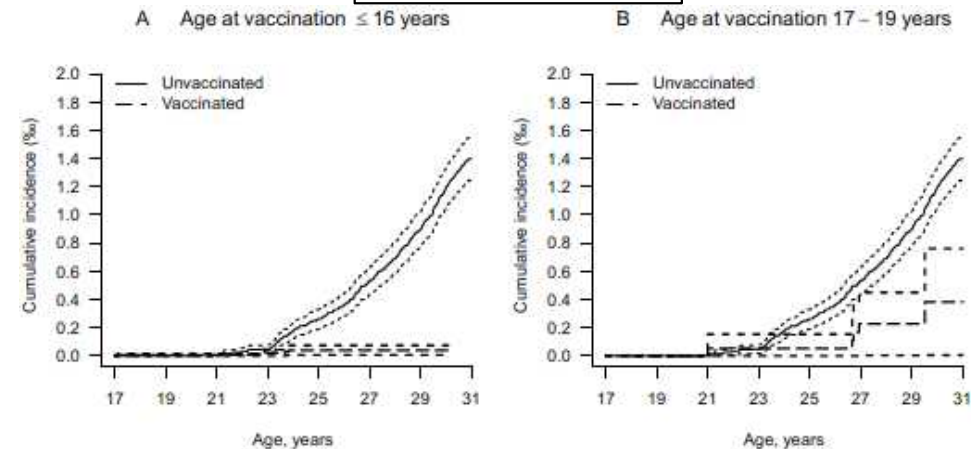 A Age at vaccination ≤ 16 years
Cumulative incidence (‰)
2.0
1.8
1.6
1.4
1.2
1.0
0.8
0.6
0.4
0.2
0.0
Unvaccinated
Vaccinated
17 19 21 23 25 27 29 31
Age, years
B Age at vaccination 17 – 19 years
Cumulative incidence (‰)
2.0
1.8
1.6
1.4
1.2
1.0
0.8
0.6
0.4
0.2
0.0
Unvaccinated
Vaccinated
17 19 21 23 25 27 29 31
Age, years